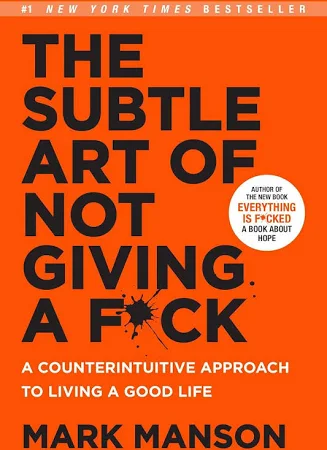 #1 NEW YORK TIMES BESTSELLER
THE
SUBTLE
ART OF
NOT
GIVING
A F*CK
AUTHOR OF
THE NEW BOOK
EVERYTHING
IS F*CKED
A BOOK ABOUT
HOPE
A COUNTERINTUITIVE APPROACH
TO LIVING A GOOD LIFE
MARK MANSON